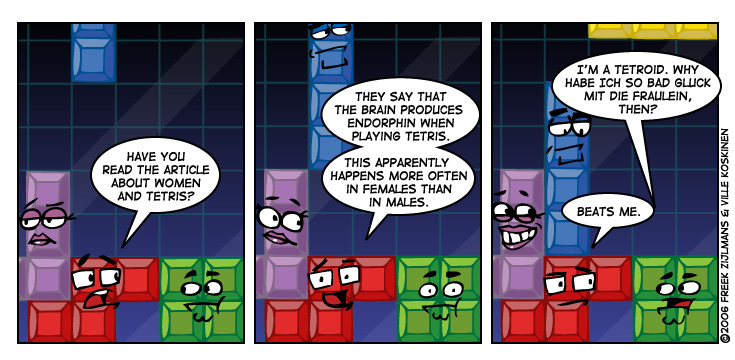 HAVE YOU
READ THE ARTICLE
ABOUT WOMEN
AND TETRIS?
THEY SAY THAT
THE BRAIN PRODUCES
ENDORPHIN WHEN
PLAYING TETRIS.
THIS APPARENTLY
HAPPENS MORE OFTEN
IN FEMALES THAN
IN MALES.
I'M A TETROID. WHY
HABE ICH SO BAD GLUCK
MIT DIE FRAULEIN,
THEN?
BEATS ME.
©2006 FREEK ZIJLMANS & VILLE KOSKINEN